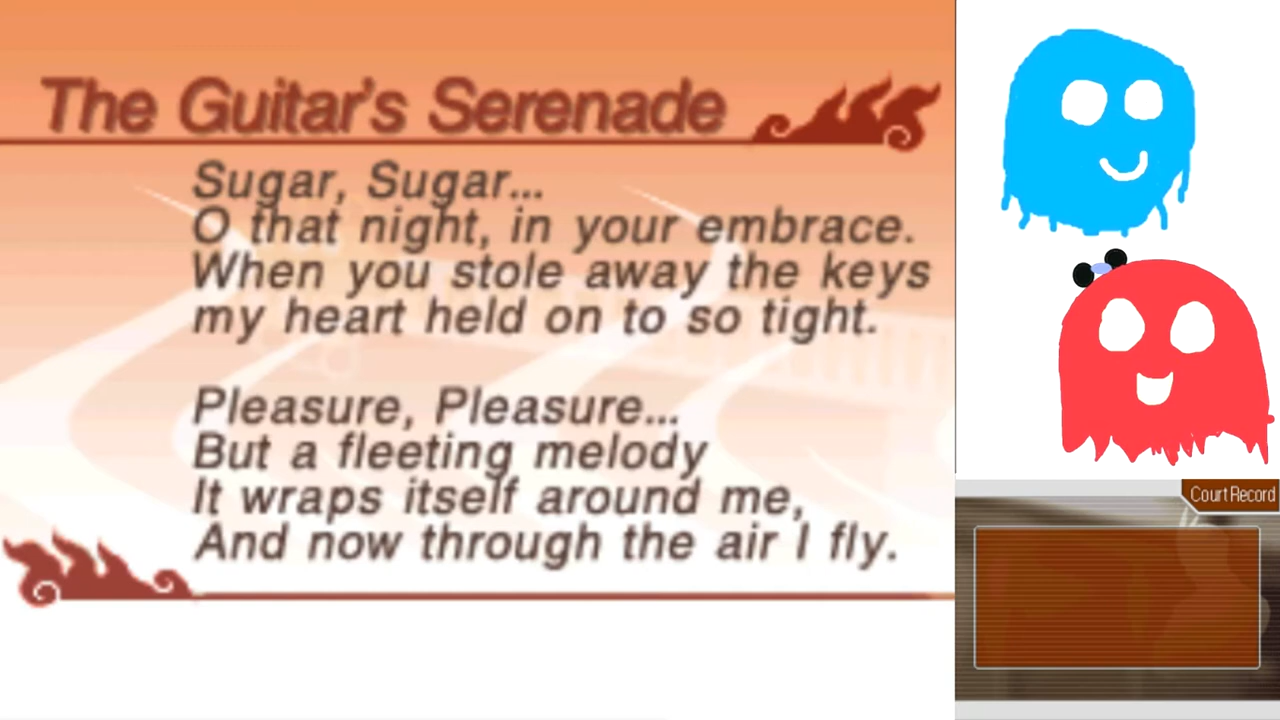 The Guitar's Serenade
Sugar, Sugar...
O that night, in your embrace.
When you stole away the keys
my heart held on to so tight.
Pleasure, Pleasure...
But a fleeting melody
It wraps itself around me,
And now through the air I fly.
Court Record